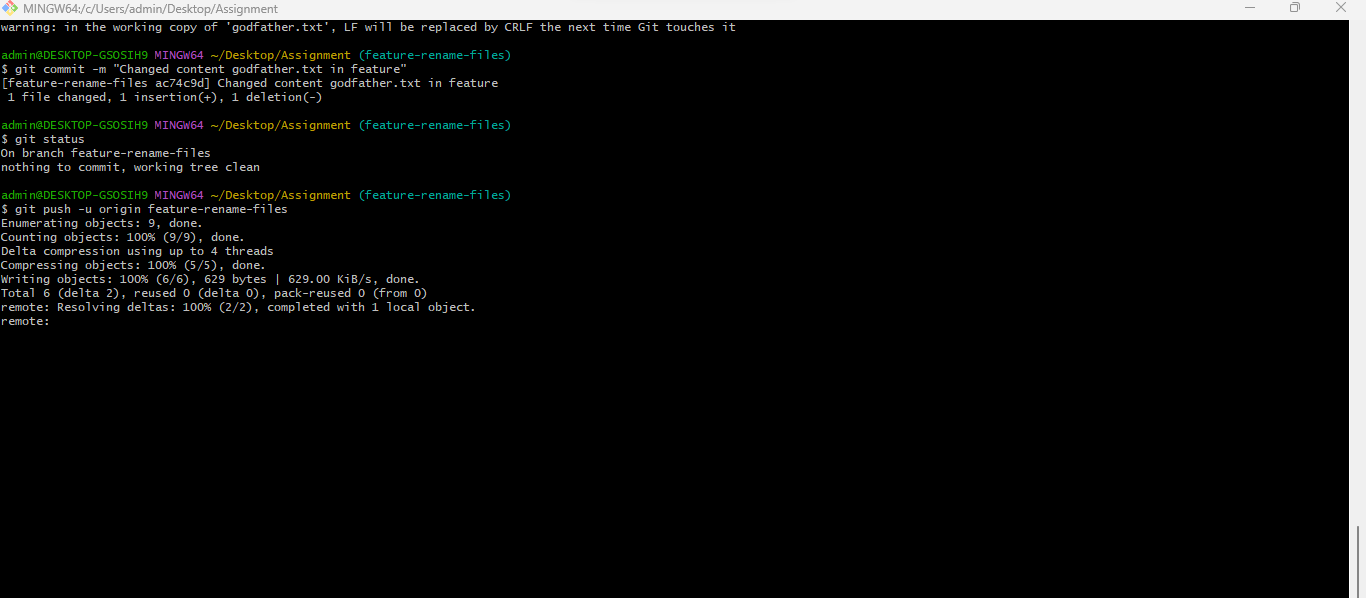 MINGW64:/c/Users/admin/Desktop/Assignment
warning: in the working copy of 'godfather.txt', LF will be replaced by CRLF the next time Git touches it
admin@DESKTOP-GSOSIH9 MINGW64 ~/Desktop/Assignment (feature-rename-files)
$ git commit -m "Changed content godfather.txt in feature"
[feature-rename-files ac74c9d] Changed content godfather.txt in feature
1 file changed, 1 insertion(+), 1 deletion(-)
admin@DESKTOP-GSOSIH9 MINGW64 ~/Desktop/Assignment (feature-rename-files)
$ git status
On branch feature-rename-files
nothing to commit, working tree clean
admin@DESKTOP-GSOSIH9 MINGW64 ~/Desktop/Assignment (feature-rename-files)
$ git push -u origin feature-rename-files
Enumerating objects: 9, done.
Counting objects: 100% (9/9), done.
Delta compression using up to 4 threads
Compressing objects: 100% (5/5), done.
Writing objects: 100% (6/6), 629 bytes | 629.00 KiB/s, done.
Total 6 (delta 2), reused 0 (delta 0), pack-reused 0 (from 0)
remote: Resolving deltas: 100% (2/2), completed with 1 local object.
remote: